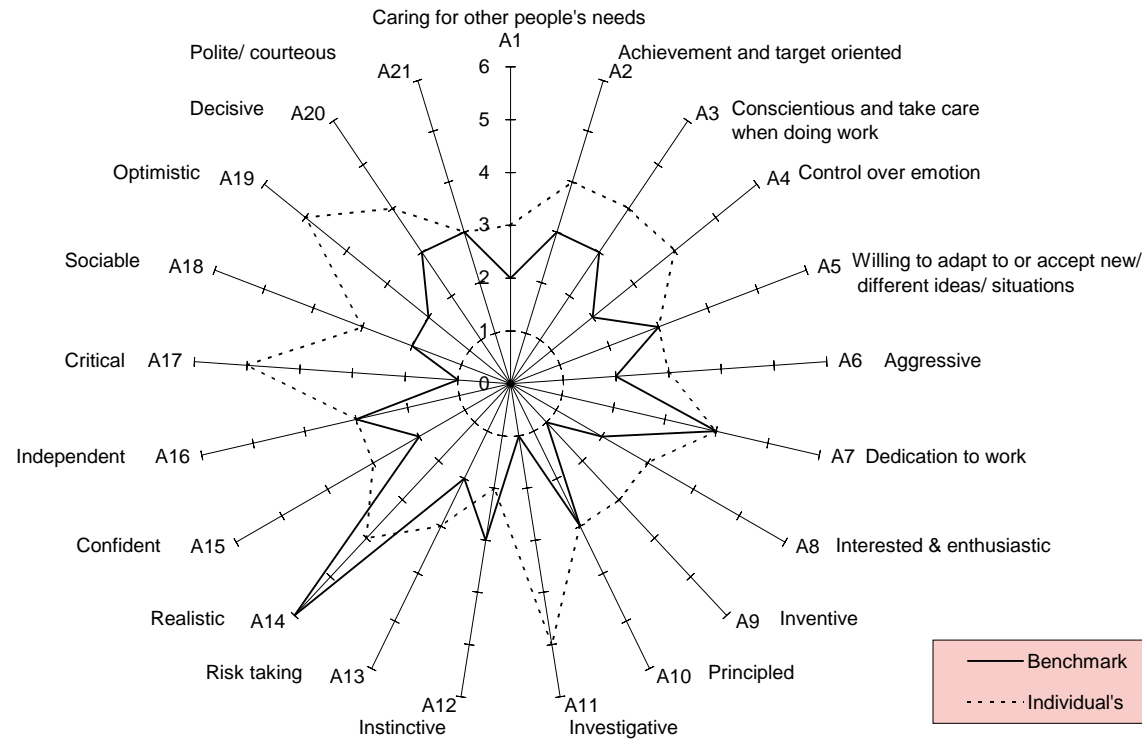 Caring for other people's needs
A1
Achievement and target oriented
A2
A3 Conscientious and take care
when doing work
A4 Control over emotion
A5 Willing to adapt to or accept new/
different ideas/ situations
A6 Aggressive
A7 Dedication to work
A8 Interested & enthusiastic
A9 Inventive
A10 Principled
A11
Investigative
A12
Instinctive
Risk taking A13
Realistic A14
Confident A15
Independent A16
Critical A17
Sociable A18
Optimistic A19
Decisive A20
Polite/ courteous
A21
6
5
4
3
2
1
0
Benchmark
Individual's